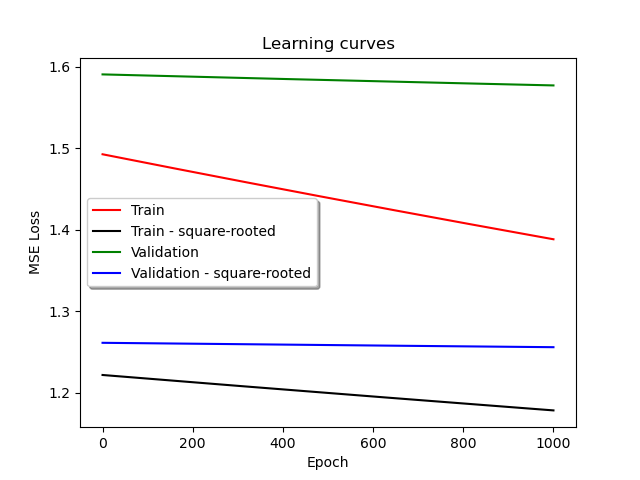 Learning curves
1.6
1.5
1.4
1.3
1.2
MSE Loss
Train
Train - square-rooted
Validation
Validation - square-rooted
0 200 400 600 800 1000
Epoch